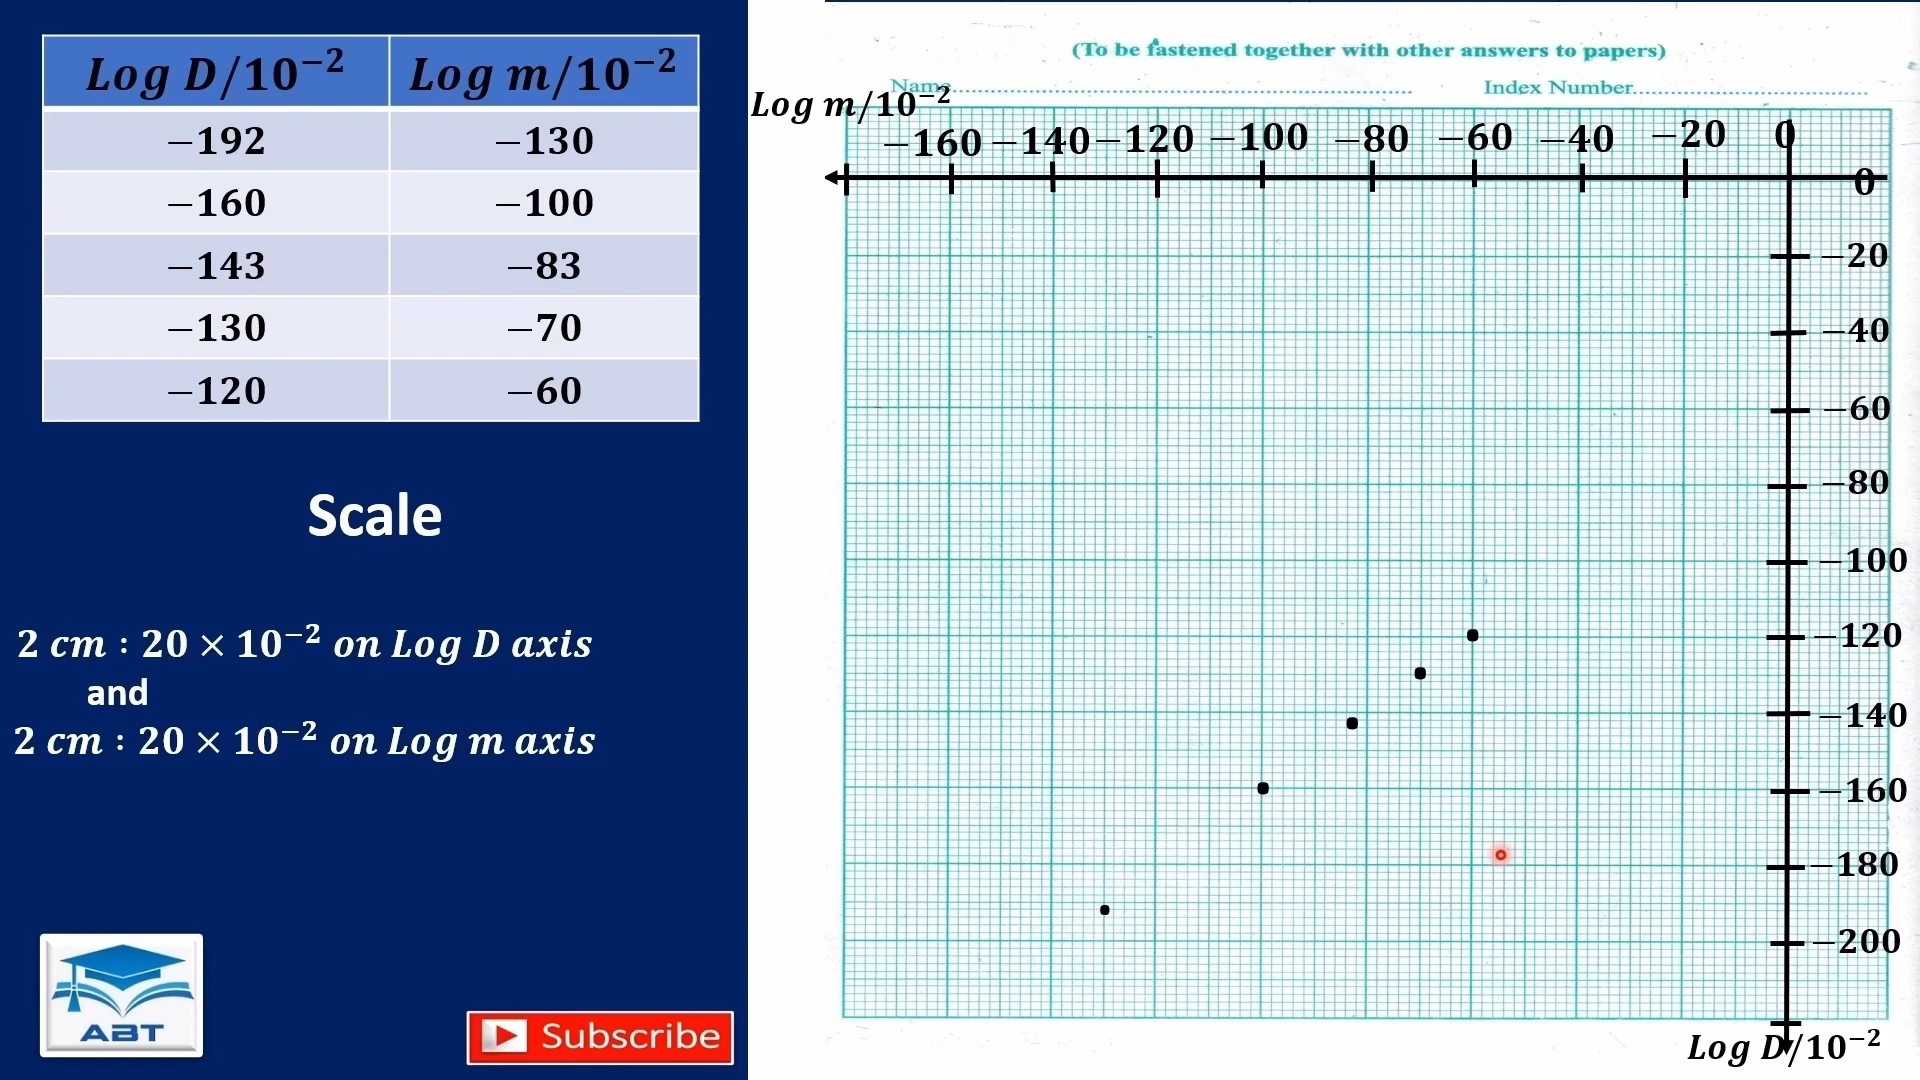 Log D/10⁻² Log m/10⁻²
−192 −130
−160 −100
−143 −83
−130 −70
−120 −60
Scale
2 cm : 20 × 10⁻² on Log D axis
and
2 cm : 20 × 10⁻² on Log m axis
ABT
Subscribe
(To be fastened together with other answers to papers)
Name................ Index Number................
Log m/10⁻²
−160 −140 −120 −100 −80 −60 −40 −20 0
0
−20
−40
−60
−80
−100
−120
−140
−160
−180
−200
Log D/10⁻²